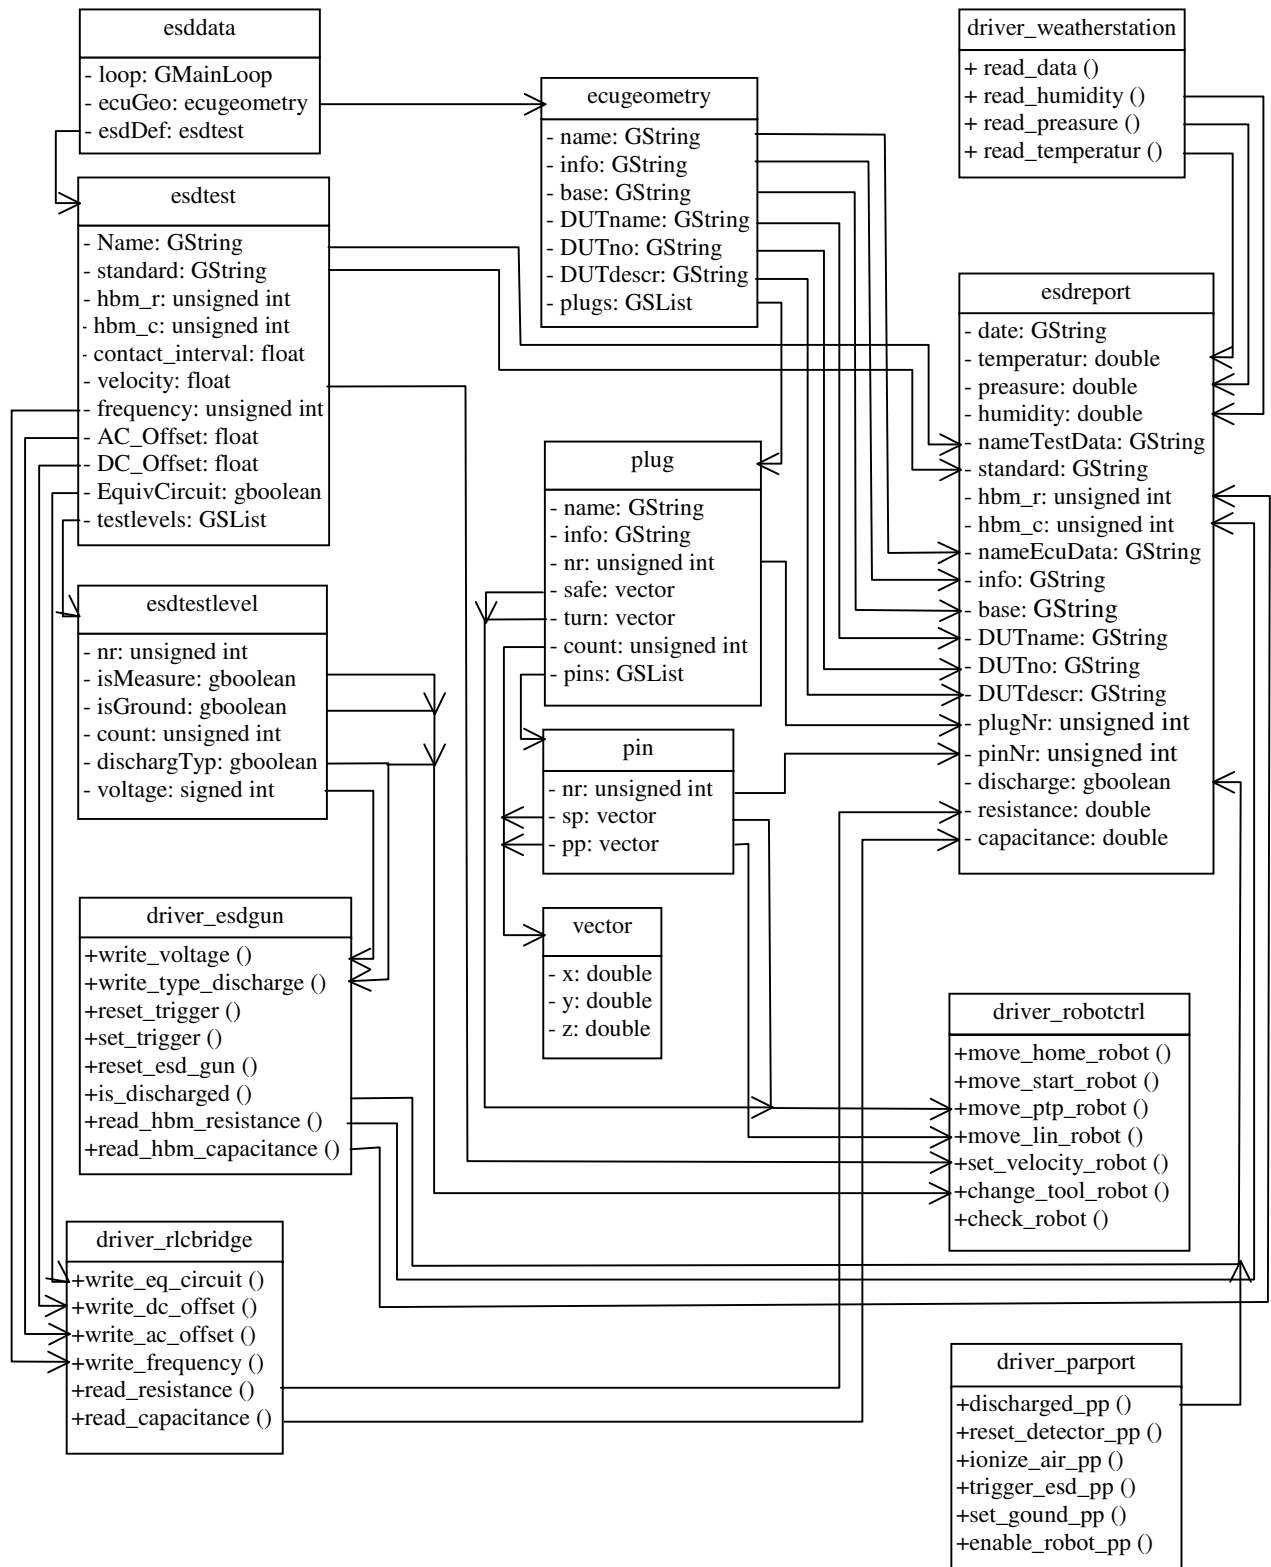 esddata
- loop: GMainLoop
- ecuGeo: ecugeometry
- esdDef: esdtest
esdtest
- Name: GString
- standard: GString
- hbm_r: unsigned int
- hbm_c: unsigned int
- contact_interval: float
- velocity: float
- frequency: unsigned int
- AC_Offset: float
- DC_Offset: float
- EquivCircuit: gboolean
- testlevels: GSList
esdtestlevel
- nr: unsigned int
- isMeasure: gboolean
- isGround: gboolean
- count: unsigned int
- dischargTyp: gboolean
- voltage: signed int
driver_esdgun
+write_voltage ()
+write_type_discharge ()
+reset_trigger ()
+set_trigger ()
+reset_esd_gun ()
+is_discharged ()
+read_hbm_resistance ()
+read_hbm_capacitance ()
driver_rlcbridge
+write_eq_circuit ()
+write_dc_offset ()
+write_ac_offset ()
+write_frequency ()
+read_resistance ()
+read_capacitance ()
ecugeometry
- name: GString
- info: GString
- base: GString
- DUTname: GString
- DUTno: GString
- DUTdescr: GString
- plugs: GSList
plug
- name: GString
- info: GString
- nr: unsigned int
- safe: vector
- turn: vector
- count: unsigned int
- pins: GSList
pin
- nr: unsigned int
- sp: vector
- pp: vector
vector
- x: double
- y: double
- z: double
driver_weatherstation
+ read_data ()
+ read_humidity ()
+ read_preasure ()
+ read_temperatur ()
esdreport
- date: GString
- temperatur: double
- preasure: double
- humidity: double
- nameTestData: GString
- standard: GString
- hbm_r: unsigned int
- hbm_c: unsigned int
- nameEcuData: GString
- info: GString
- base: GString
- DUTname: GString
- DUTno: GString
- DUTdescr: GString
- plugNr: unsigned int
- pinNr: unsigned int
- discharge: gboolean
- resistance: double
- capacitance: double
driver_robotctrl
+move_home_robot ()
+move_start_robot ()
+move_ptp_robot ()
+move_lin_robot ()
+set_velocity_robot ()
+change_tool_robot ()
+check_robot ()
driver_parport
+discharged_pp ()
+reset_detector_pp ()
+ionize_air_pp ()
+trigger_esd_pp ()
+set_gound_pp ()
+enable_robot_pp ()